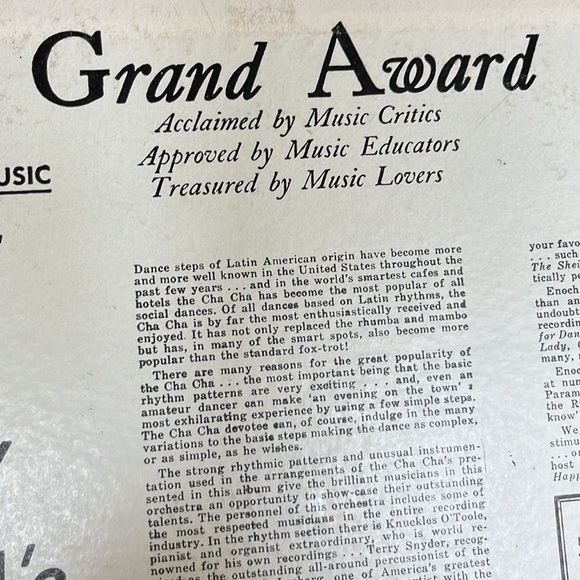 Grand Award
Acclaimed by Music Critics
Approved by Music Educators
Treasured by Music Lovers
USIC
Dance steps of Latin American origin have become more
and more well known in the United States throughout the
past few years . . . and in the world's smartest cafes and
hotels the Cha Cha has become the most popular of all
social dances. Of all dances based on Latin rhythms, the
Cha Cha is by far the most enthusiastically received and
enjoyed. It has not only replaced the rhumba and mambo
but has, in many of the smart spots, also become more
popular than the standard fox-trot!
There are many reasons for the great popularity of
the Cha Cha . . . the most important being that the basic
rhythm patterns are very exciting . . . and, even an
amateur dancer can make 'an evening on the town' a
most exhilarating experience by using a few simple steps.
The Cha Cha devotee can, of course, indulge in the many
variations to the basic steps making the dance as complex,
or as simple, as he wishes.
The strong rhythmic patterns and unusual instrumen-
tation used in the arrangements of the Cha Cha's pre-
sented in this album give the brilliant musicians in this
orchestra an opportunity to show-case their outstanding
talents. The personnel of this orchestra includes some of
the most respected musicians in the entire recording
industry. In the rhythm section there is Knuckles O'Toole,
pianist and organist extraordinary, who is world re-
nowned for his own recordings . . . Terry Snyder, recog-
as the outstanding all-around percussionist of the
one of America's greatest
with the
your favo
. . . such
The Shei
tically pe
Enoch
than an
undoubt
recordin
for Dan
Lady,
many,
Enoc
at nun
Param
the R
know'
We
stimu
. . . or
host
Happ